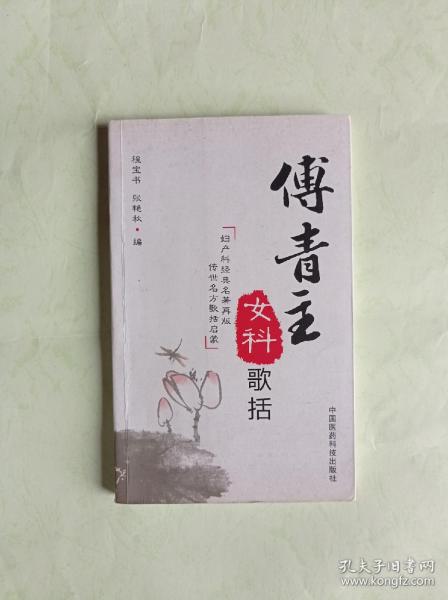 傅青主
女科
歌括
妇产科经典名著再版
传世名方歌括启蒙
程宝书 张艳秋·编
中国医药科技出版社
孔夫子旧书网
www.kongfz.com